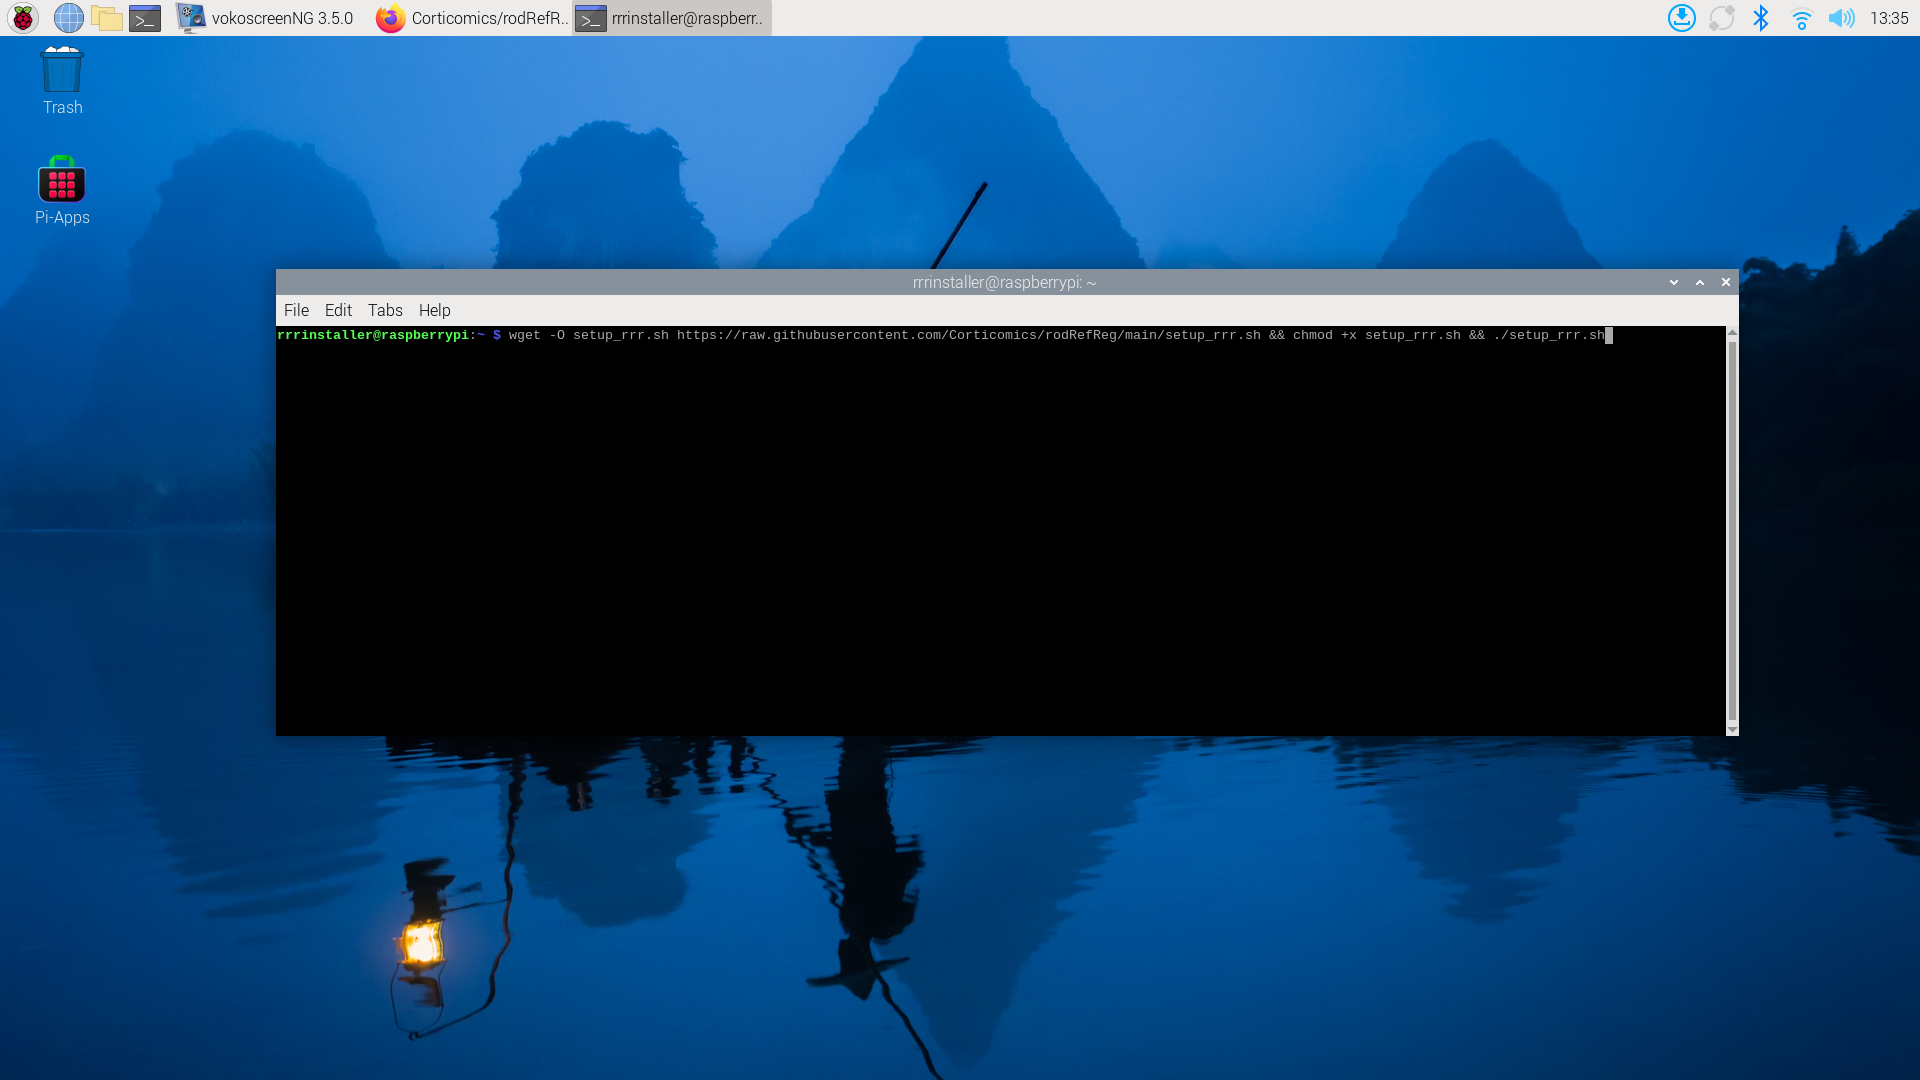 vokoscreenNG 3.5.0
Corticomics/rodRefR..
rrrinstaller@raspberr..
13:35
Trash
Pi-Apps
rrrinstaller@raspberrypi: ~
File Edit Tabs Help
rrrinstaller@raspberrypi:~ $ wget -O setup_rrr.sh https://raw.githubusercontent.com/Corticomics/rodRefReg/main/setup_rrr.sh && chmod +x setup_rrr.sh && ./setup_rrr.sh